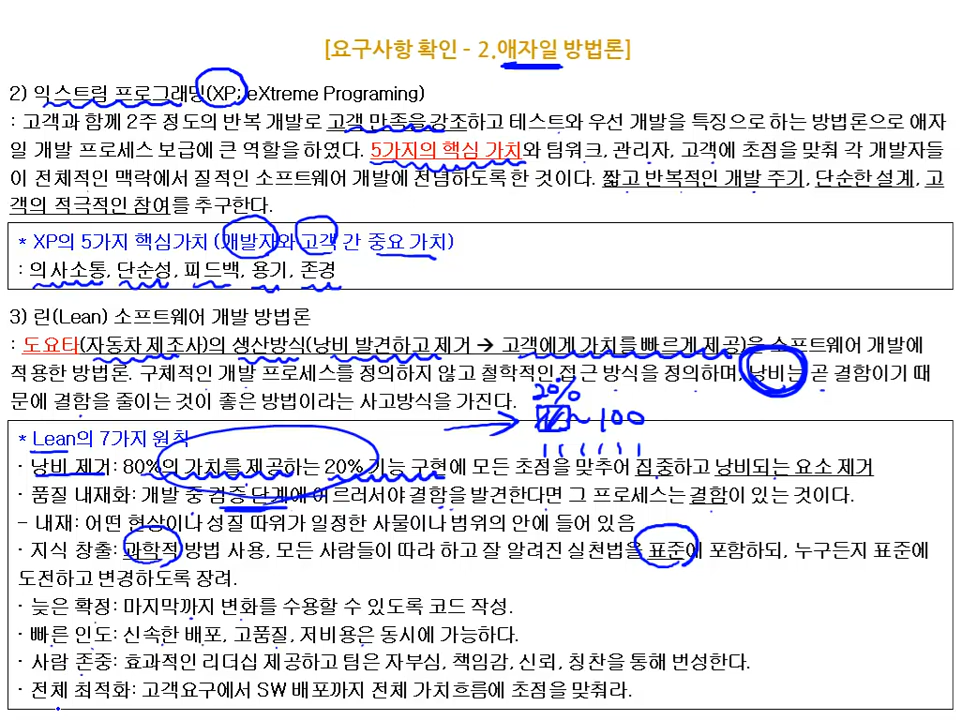 [요구사항 확인 - 2.애자일 방법론]
2) 익스트림 프로그래밍(XP; eXtreme Programing)
: 고객과 함께 2주 정도의 반복 개발로 고객 만족을 강조하고 테스트와 우선 개발을 특징으로 하는 방법론으로 애자
일 개발 프로세스 보급에 큰 역할을 하였다. 5가지의 핵심 가치와 팀워크, 관리자, 고객에 초점을 맞춰 각 개발자들
이 전체적인 맥락에서 질적인 소프트웨어 개발에 전념하도록 한 것이다. 짧고 반복적인 개발 주기, 단순한 설계, 고
객의 적극적인 참여를 추구한다.
* XP의 5가지 핵심가치 (개발자와 고객 간 중요 가치)
: 의사소통, 단순성, 피드백, 용기, 존경
3) 린(Lean) 소프트웨어 개발 방법론
: 도요타(자동차 제조사)의 생산방식(낭비 발견하고 제거 → 고객에게 가치를 빠르게 제공)을 소프트웨어 개발에
적용한 방법론. 구체적인 개발 프로세스를 정의하지 않고 철학적인 접근 방식을 정의하며, 낭비는 곧 결함이기 때
문에 결함을 줄이는 것이 좋은 방법이라는 사고방식을 가진다.
20%
~100
* Lean의 7가지 원칙
· 낭비 제거: 80%의 가치를 제공하는 20% 기능 구현에 모든 초점을 맞추어 집중하고 낭비되는 요소 제거
· 품질 내재화: 개발 중 검증 단계에 이르러서야 결함을 발견한다면 그 프로세스는 결함이 있는 것이다.
- 내재: 어떤 현상이나 성질 따위가 일정한 사물이나 범위의 안에 들어 있음
· 지식 창출: 과학적 방법 사용, 모든 사람들이 따라 하고 잘 알려진 실천법을 표준에 포함하되, 누구든지 표준에
도전하고 변경하도록 장려.
· 늦은 확정: 마지막까지 변화를 수용할 수 있도록 코드 작성.
· 빠른 인도: 신속한 배포, 고품질, 저비용은 동시에 가능하다.
· 사람 존중: 효과적인 리더십 제공하고 팀은 자부심, 책임감, 신뢰, 칭찬을 통해 번성한다.
· 전체 최적화: 고객요구에서 SW 배포까지 전체 가치흐름에 초점을 맞춰라.